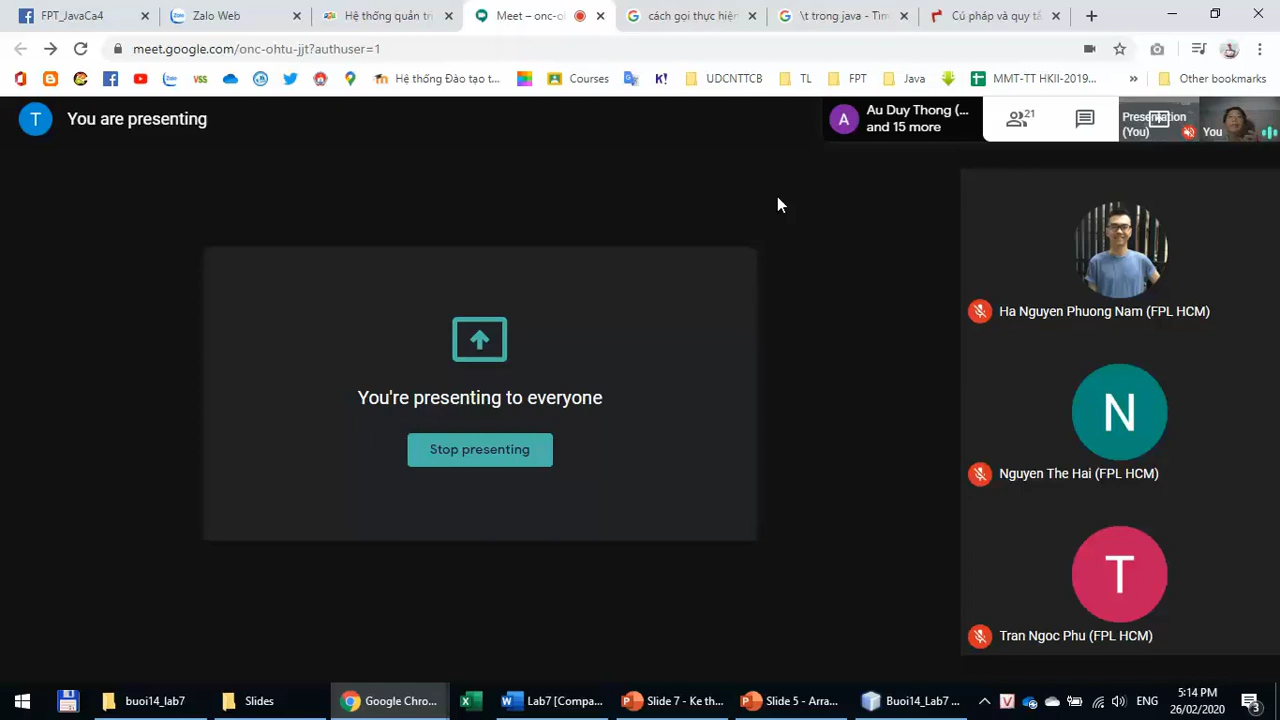 FPT_JavaCa4
Zalo Web
Hệ thống quản trị
Meet – onc-o
cách gọi thực hiện
\t trong java - Tìm
Cú pháp và quy tắ
meet.google.com/onc-ohtu-jjt?authuser=1
Hệ thống Đào tạo t...
Courses
UDCNTTCB
TL
FPT
Java
MMT-TT HKII-2019...
»
Other bookmarks
T
You are presenting
A
Au Duy Thong (...
and 15 more
21
Presentation
(You)
You
Ha Nguyen Phuong Nam (FPL HCM)
You're presenting to everyone
Stop presenting
N
Nguyen The Hai (FPL HCM)
T
Tran Ngoc Phu (FPL HCM)
buoi14_lab7
Slides
Google Chro...
Lab7 [Compa...
Slide 7 - Ke th...
Slide 5 - Arra...
Buoi14_Lab7 ...
ENG
5:14 PM
26/02/2020
3